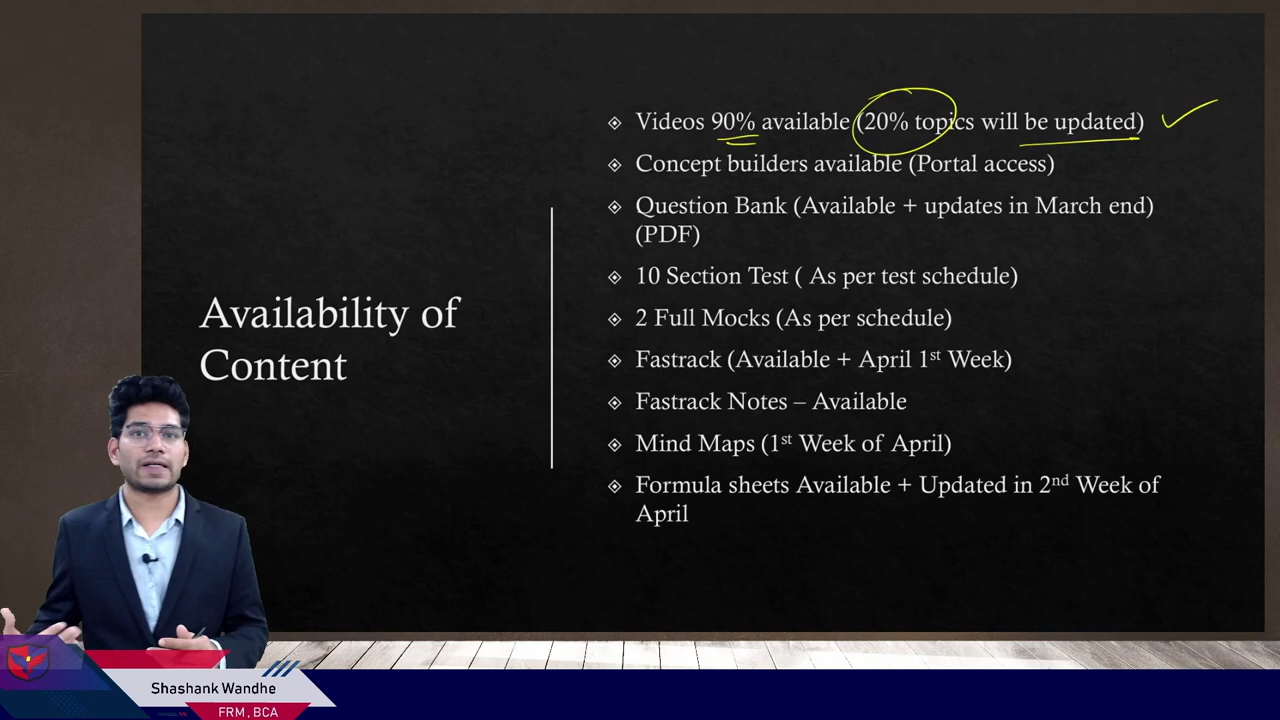 Availability of
Content
Videos 90% available (20% topics will be updated)
Concept builders available (Portal access)
Question Bank (Available + updates in March end)
(PDF)
10 Section Test ( As per test schedule)
2 Full Mocks (As per schedule)
Fastrack (Available + April 1st Week)
Fastrack Notes – Available
Mind Maps (1st Week of April)
Formula sheets Available + Updated in 2nd Week of
April
Shashank Wandhe
FRM, BCA